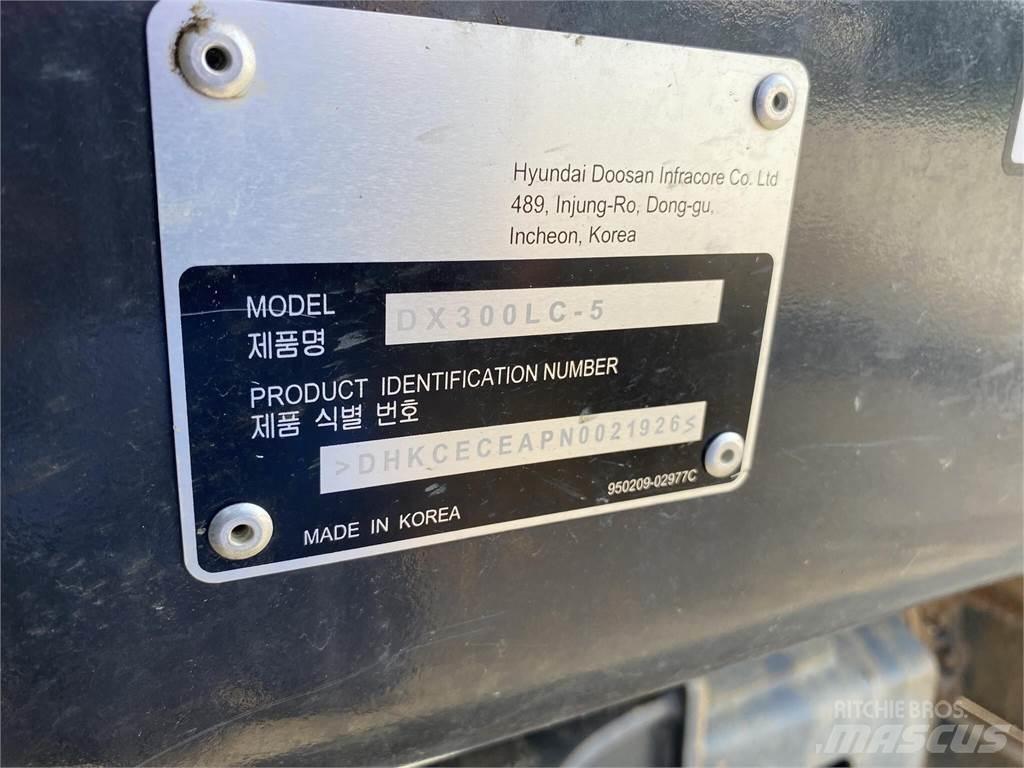 Hyundai Doosan Infracore Co. Ltd
489, Injung-Ro, Dong-gu,
Incheon, Korea
MODEL DX300LC-5
제품명
PRODUCT IDENTIFICATION NUMBER
제품 식별 번호
>DHKCECEAPN0021926<
950209-02977C
MADE IN KOREA
RITCHIE BROS.
MASCUS